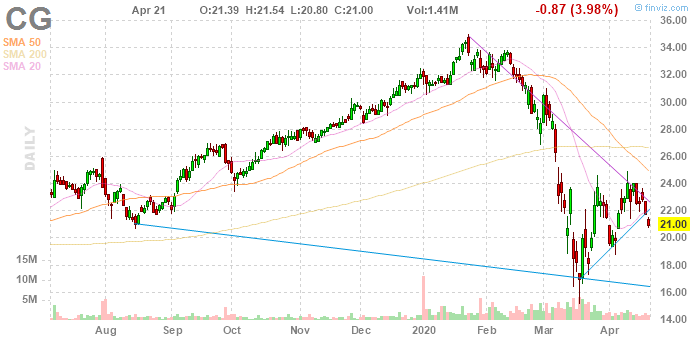 CG Apr 21 O:21.39 H:21.54 L:20.80 C:21.00 Vol:1.41M -0.87 (3.98%) © finviz.com
SMA 50
SMA 200
SMA 20
DAILY
36.00
34.00
32.00
30.00
28.00
26.00
24.00
22.00
21.00
20.00
18.00
16.00
14.00
15M
10M
5M
Aug Sep Oct Nov Dec 2020 Feb Mar Apr